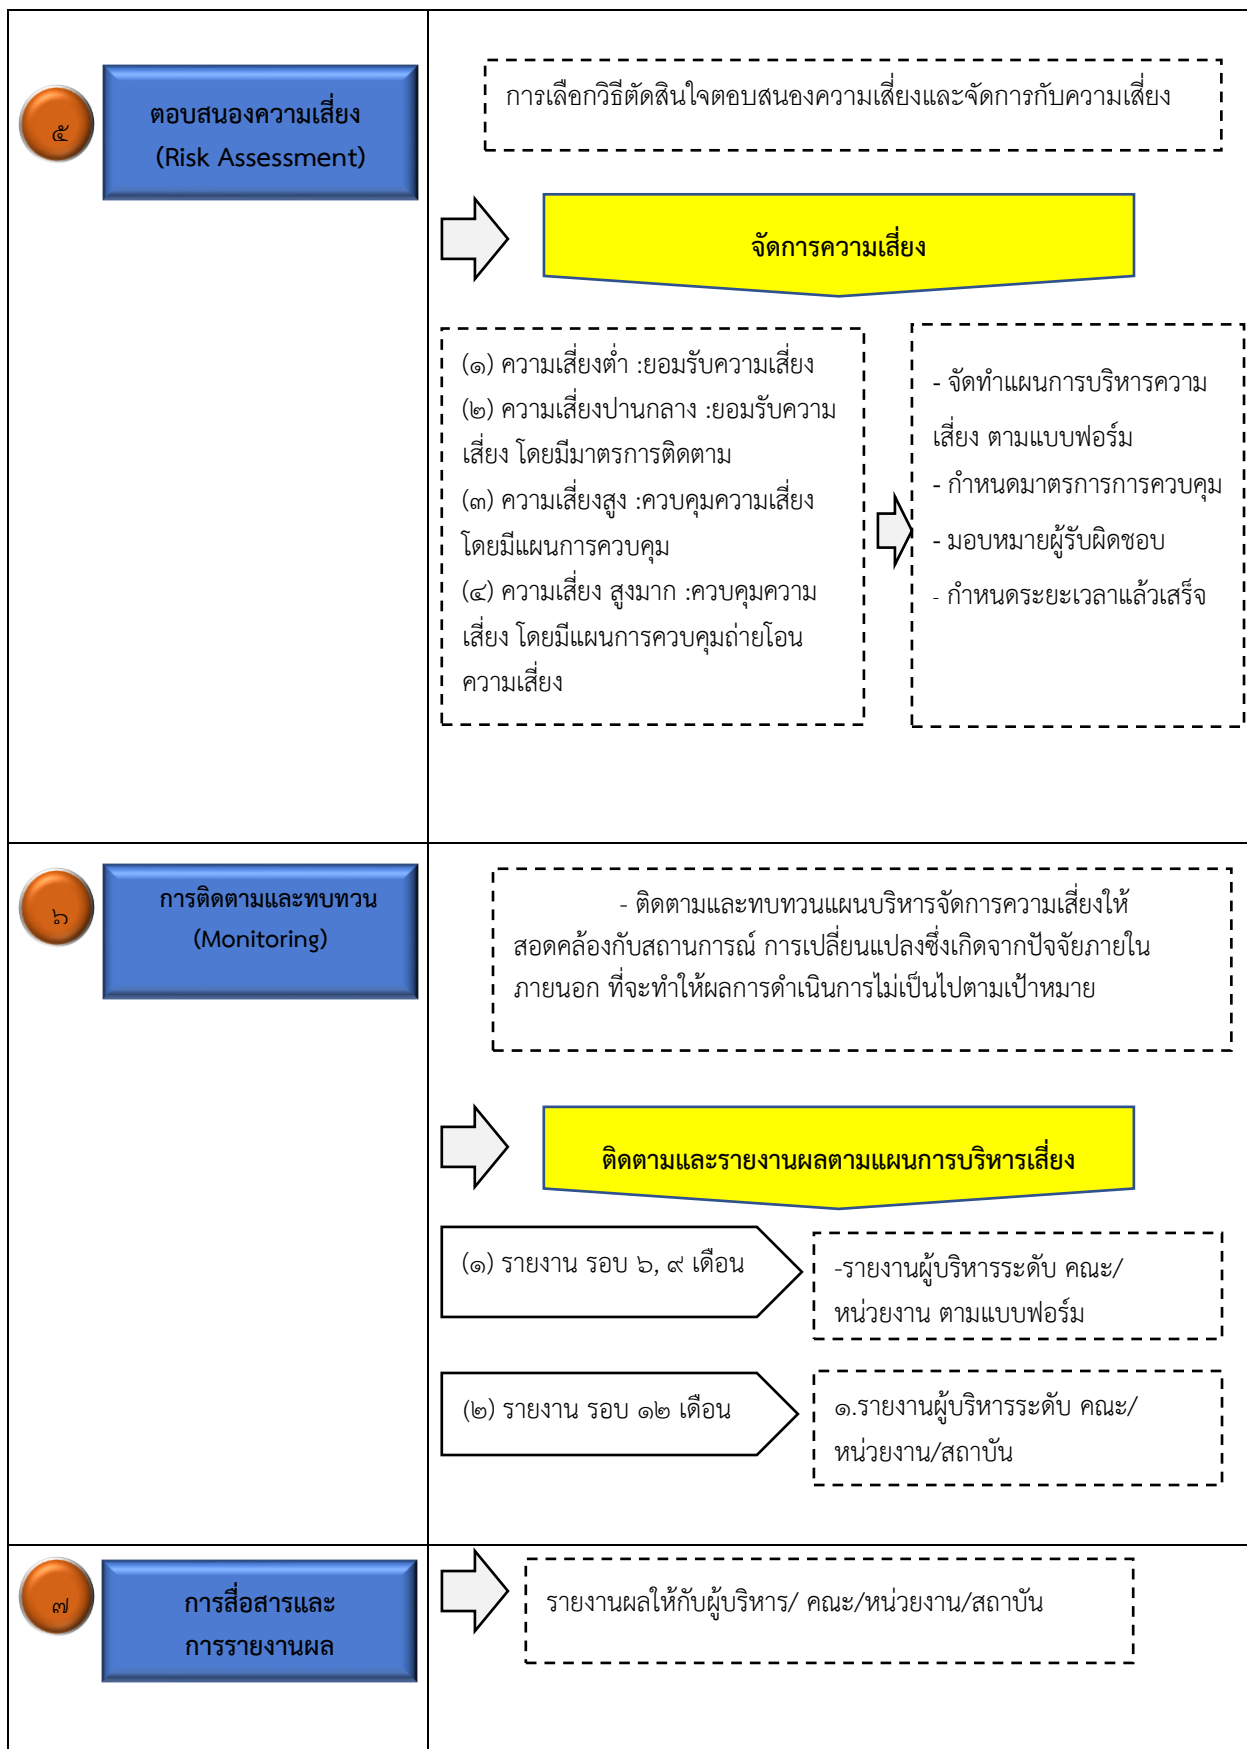 ๕
ตอบสนองความเสี่ยง
(Risk Assessment)
การเลือกวิธีตัดสินใจตอบสนองความเสี่ยงและจัดการกับความเสี่ยง
จัดการความเสี่ยง
(๑) ความเสี่ยงต่ำ :ยอมรับความเสี่ยง
(๒) ความเสี่ยงปานกลาง :ยอมรับความ
เสี่ยง โดยมีมาตรการติดตาม
(๓) ความเสี่ยงสูง :ควบคุมความเสี่ยง
โดยมีแผนการควบคุม
(๔) ความเสี่ยง สูงมาก :ควบคุมความ
เสี่ยง โดยมีแผนการควบคุมถ่ายโอน
ความเสี่ยง
- จัดทำแผนการบริหารความ
เสี่ยง ตามแบบฟอร์ม
- กำหนดมาตรการการควบคุม
- มอบหมายผู้รับผิดชอบ
- กำหนดระยะเวลาแล้วเสร็จ
๖
การติดตามและทบทวน
(Monitoring)
- ติดตามและทบทวนแผนบริหารจัดการความเสี่ยงให้
สอดคล้องกับสถานการณ์ การเปลี่ยนแปลงซึ่งเกิดจากปัจจัยภายใน
ภายนอก ที่จะทำให้ผลการดำเนินการไม่เป็นไปตามเป้าหมาย
ติดตามและรายงานผลตามแผนการบริหารเสี่ยง
(๑) รายงาน รอบ ๖, ๙ เดือน
-รายงานผู้บริหารระดับ คณะ/
หน่วยงาน ตามแบบฟอร์ม
(๒) รายงาน รอบ ๑๒ เดือน
๑.รายงานผู้บริหารระดับ คณะ/
หน่วยงาน/สถาบัน
๗
การสื่อสารและ
การรายงานผล
รายงานผลให้กับผู้บริหาร/ คณะ/หน่วยงาน/สถาบัน